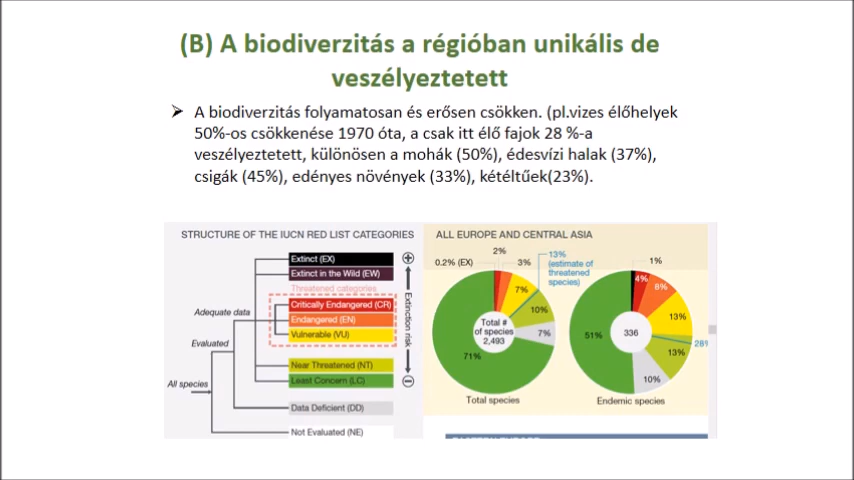 (B) A biodiverzitás a régióban unikális de
veszélyeztetett
A biodiverzitás folyamatosan és erősen csökken. (pl.vizes élőhelyek
50%-os csökkenése 1970 óta, a csak itt élő fajok 28 %-a
veszélyeztetett, különösen a mohák (50%), édesvízi halak (37%),
csigák (45%), edényes növények (33%), kétéltűek(23%).
STRUCTURE OF THE IUCN RED LIST CATEGORIES
Extinct (EX)
Extinct in the Wild (EW)
Threatened categories
Critically Endangered (CR)
Endangered (EN)
Vulnerable (VU)
Near Threatened (NT)
Least Concern (LC)
Data Deficient (DD)
Not Evaluated (NE)
Adequate data
Evaluated
All species
Extinction risk
ALL EUROPE AND CENTRAL ASIA
0.2% (EX)
2%
3%
13%
(estimate of
threatened
species)
7%
10%
7%
71%
Total #
of species
2,493
Total species
1%
4%
8%
13%
28%
13%
10%
51%
336
Endemic species